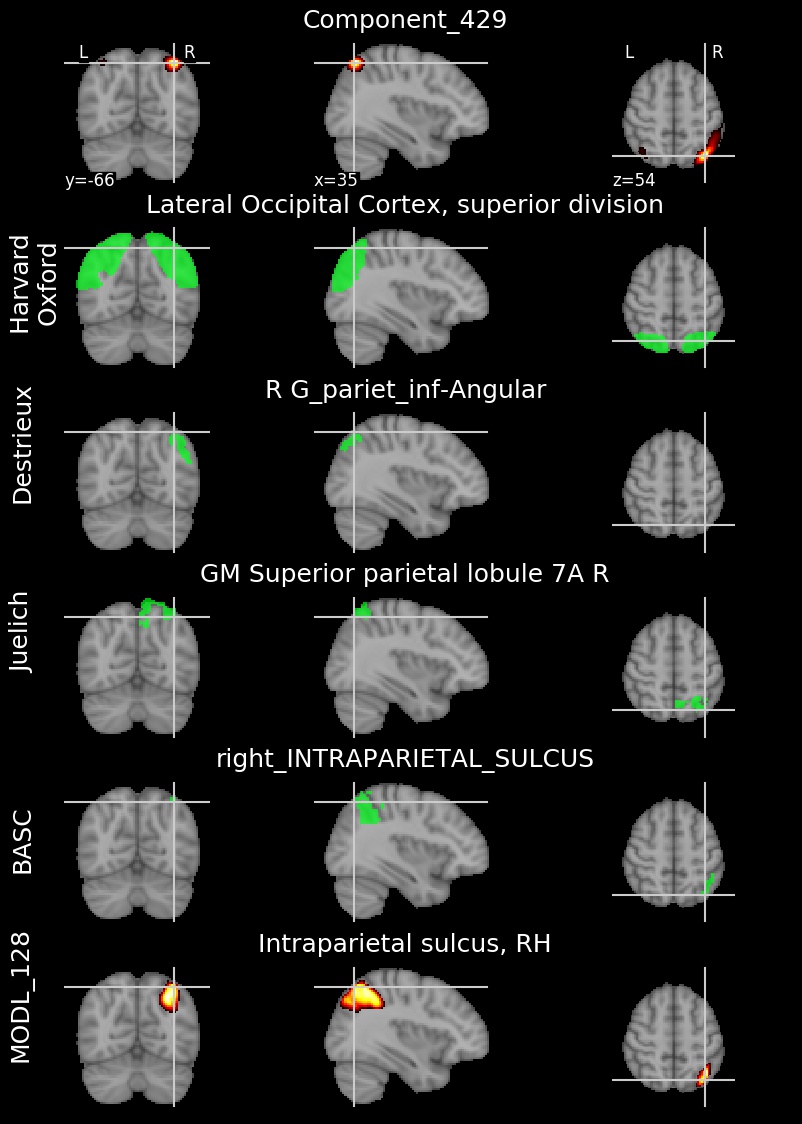 Component_429
L R
L R
y=-66
x=35
z=54
Lateral Occipital Cortex, superior division
Harvard
Oxford
R G_pariet_inf-Angular
Destrieux
GM Superior parietal lobule 7A R
Juelich
right_INTRAPARIETAL_SULCUS
BASC
Intraparietal sulcus, RH
MODL_128